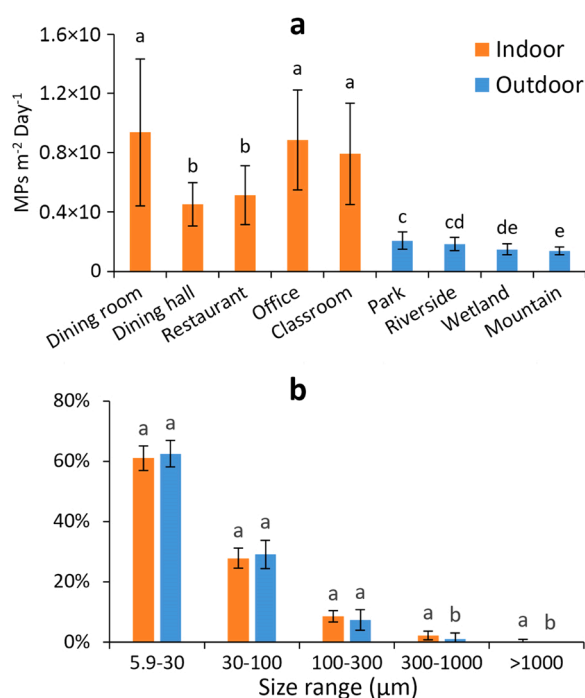 a
MPs m⁻² Day⁻¹
1.6×10
1.2×10
0.8×10
0.4×10
0
a
b
b
a
a
c
cd
de
e
Indoor
Outdoor
Dining room
Dining hall
Restaurant
Office
Classroom
Park
Riverside
Wetland
Mountain
b
80%
60%
40%
20%
0%
a a
a a
a a
a b
a b
5.9-30
30-100
100-300
300-1000
>1000
Size range (μm)